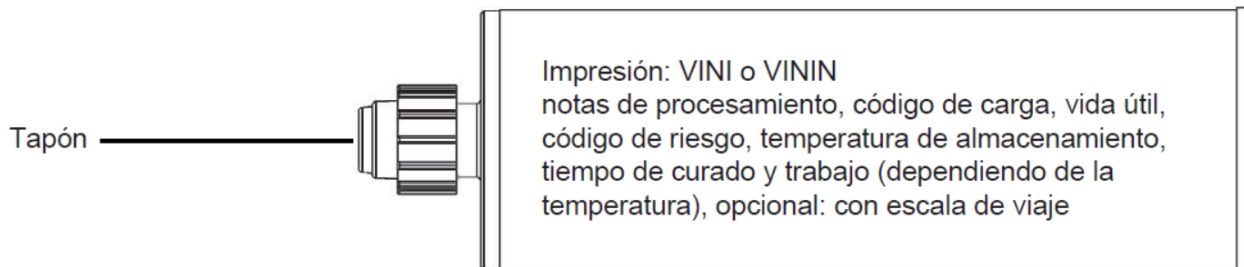 Impresión: VINI o VININ
notas de procesamiento, código de carga, vida útil,
Tapón
código de riesgo, temperatura de almacenamiento,
tiempo de curado y trabajo (dependiendo de la
temperatura), opcional: con escala de viaje